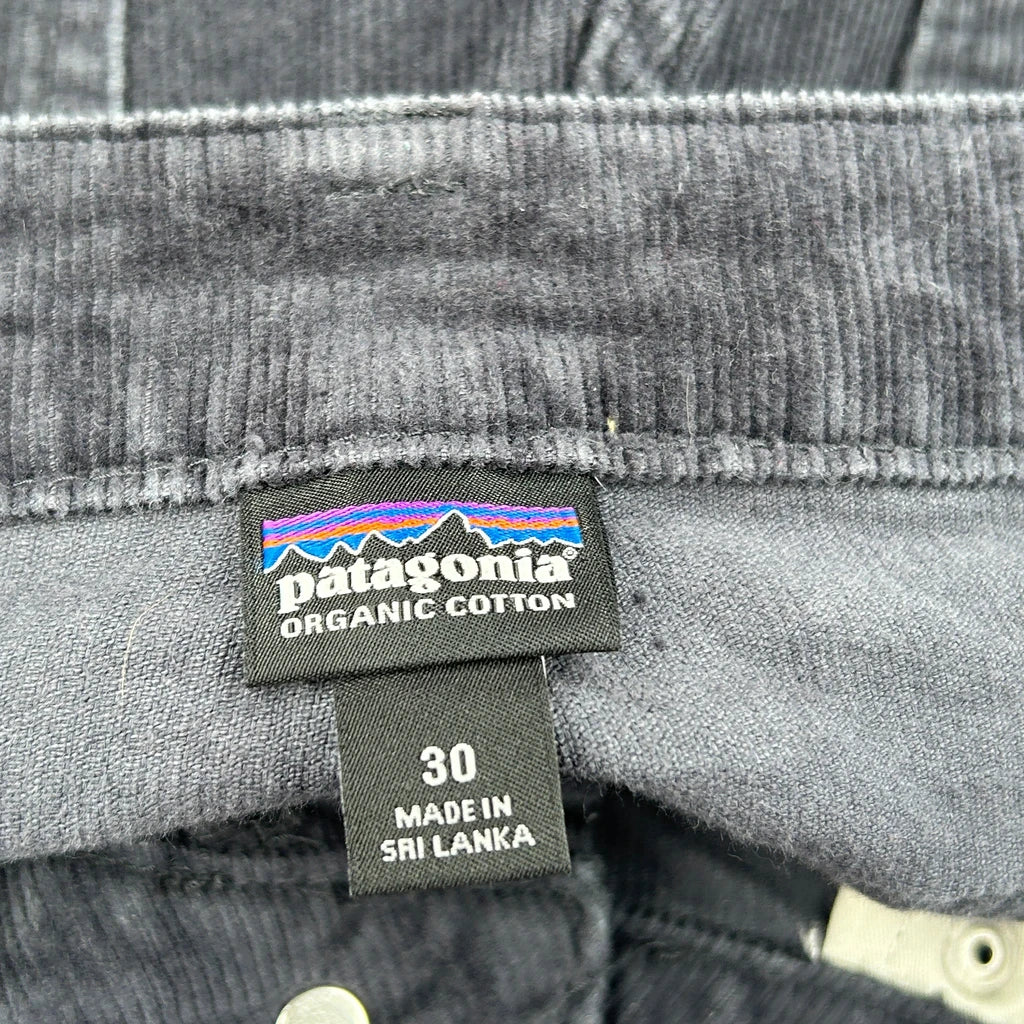 patagonia®
ORGANIC COTTON
30
MADE IN
SRI LANKA